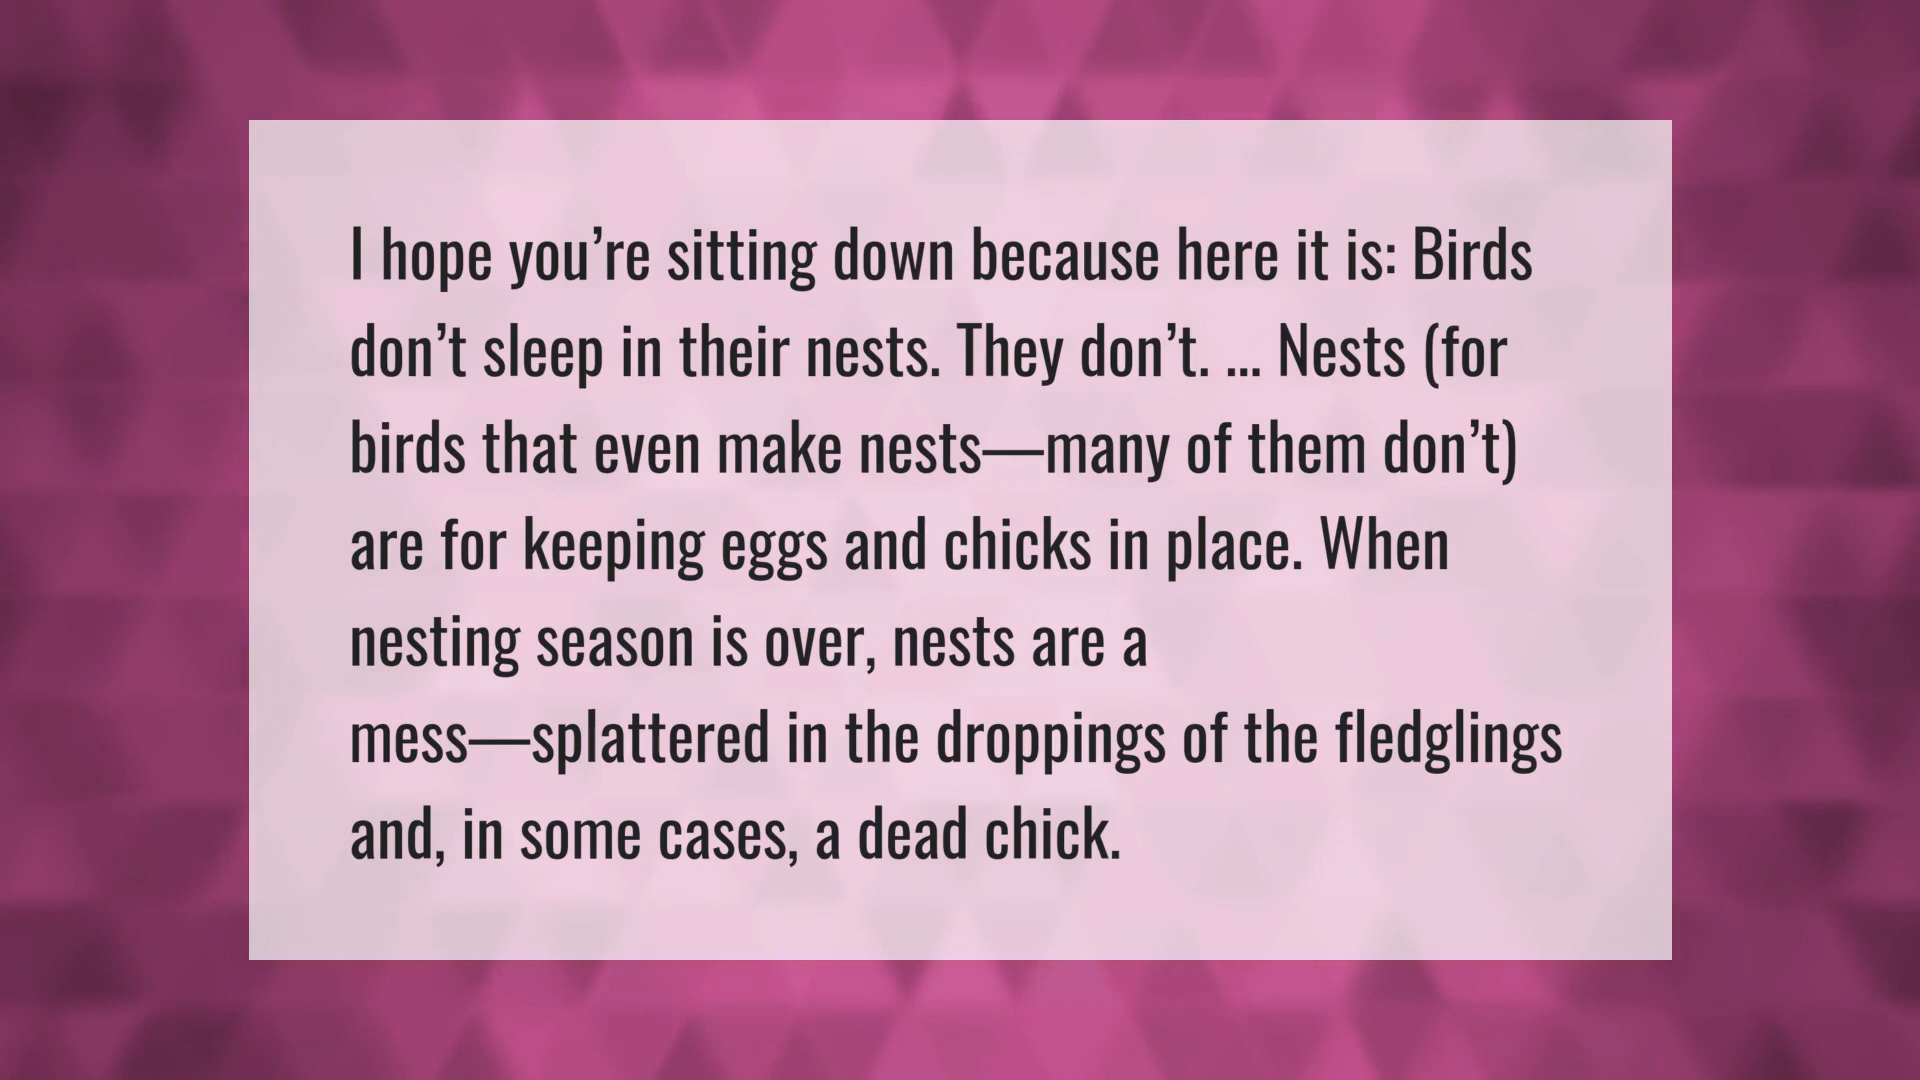 I hope you’re sitting down because here it is: Birds
don’t sleep in their nests. They don’t. ... Nests (for
birds that even make nests—many of them don’t)
are for keeping eggs and chicks in place. When
nesting season is over, nests are a
mess—splattered in the droppings of the fledglings
and, in some cases, a dead chick.